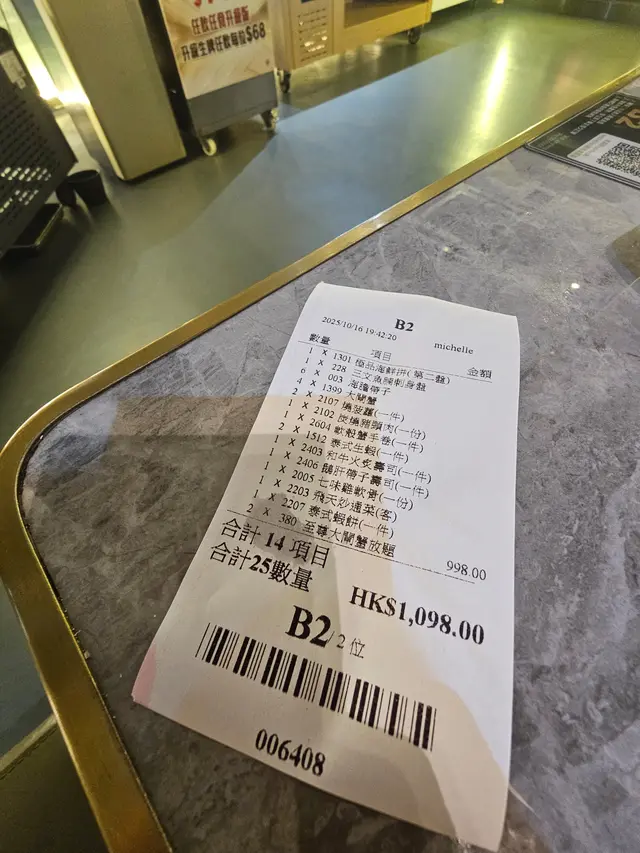 任飲任食升級版
升級生啤任飲每位$68
B2
2025/10/16 19:42:20 michelle
數量 項目 金額
1 x 1301 極品海鮮拼(第二盤)
1 x 228 三文魚腩刺身盤
6 x 003 海膽帶子
4 x 1399 大閘蟹
2 x 2107 燒菠蘿(一件)
1 x 2102 炭燒豬頸肉(一份)
1 x 2604 軟殼蟹手卷(一件)
2 x 1512 泰式生蝦(一件)
1 x 2403 和牛火炙壽司(一件)
1 x 2406 鵝肝帶子壽司(一件)
1 x 2005 七味雞軟骨(一份)
1 x 2203 飛天炒通菜(客)
1 x 2207 泰式蝦餅(一件)
2 x 380 至尊大閘蟹放題 998.00
合計 14 項目
合計25數量
HK$1,098.00
B2/2 位
006408